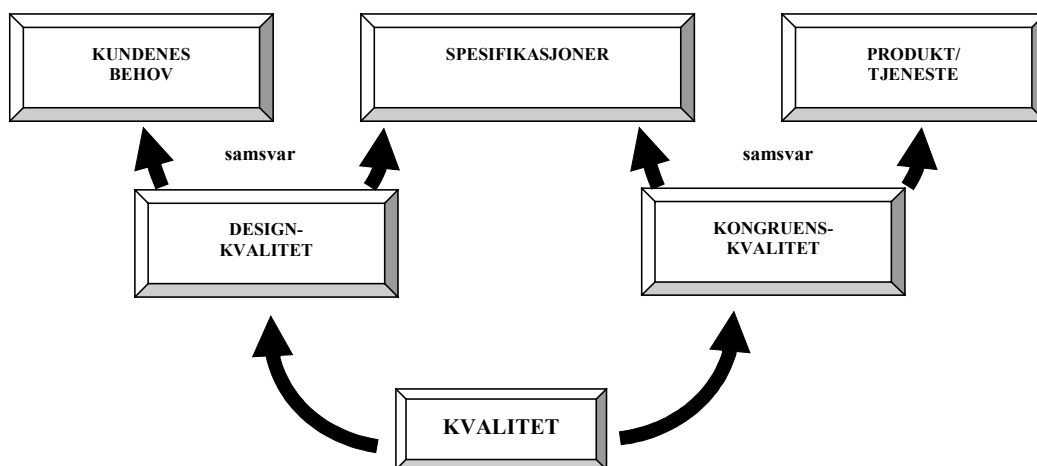 KUNDENES
BEHOV
SPESIFIKASJONER
PRODUKT/
TJENESTE
samsvar
samsvar
DESIGN-
KVALITET
KONGRUENS-
KVALITET
KVALITET